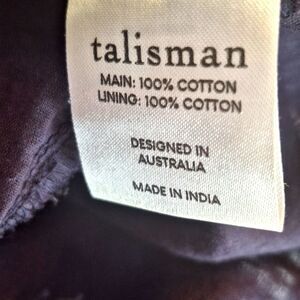 talisman
MAIN: 100% COTTON
LINING: 100% COTTON
DESIGNED IN
AUSTRALIA
MADE IN INDIA